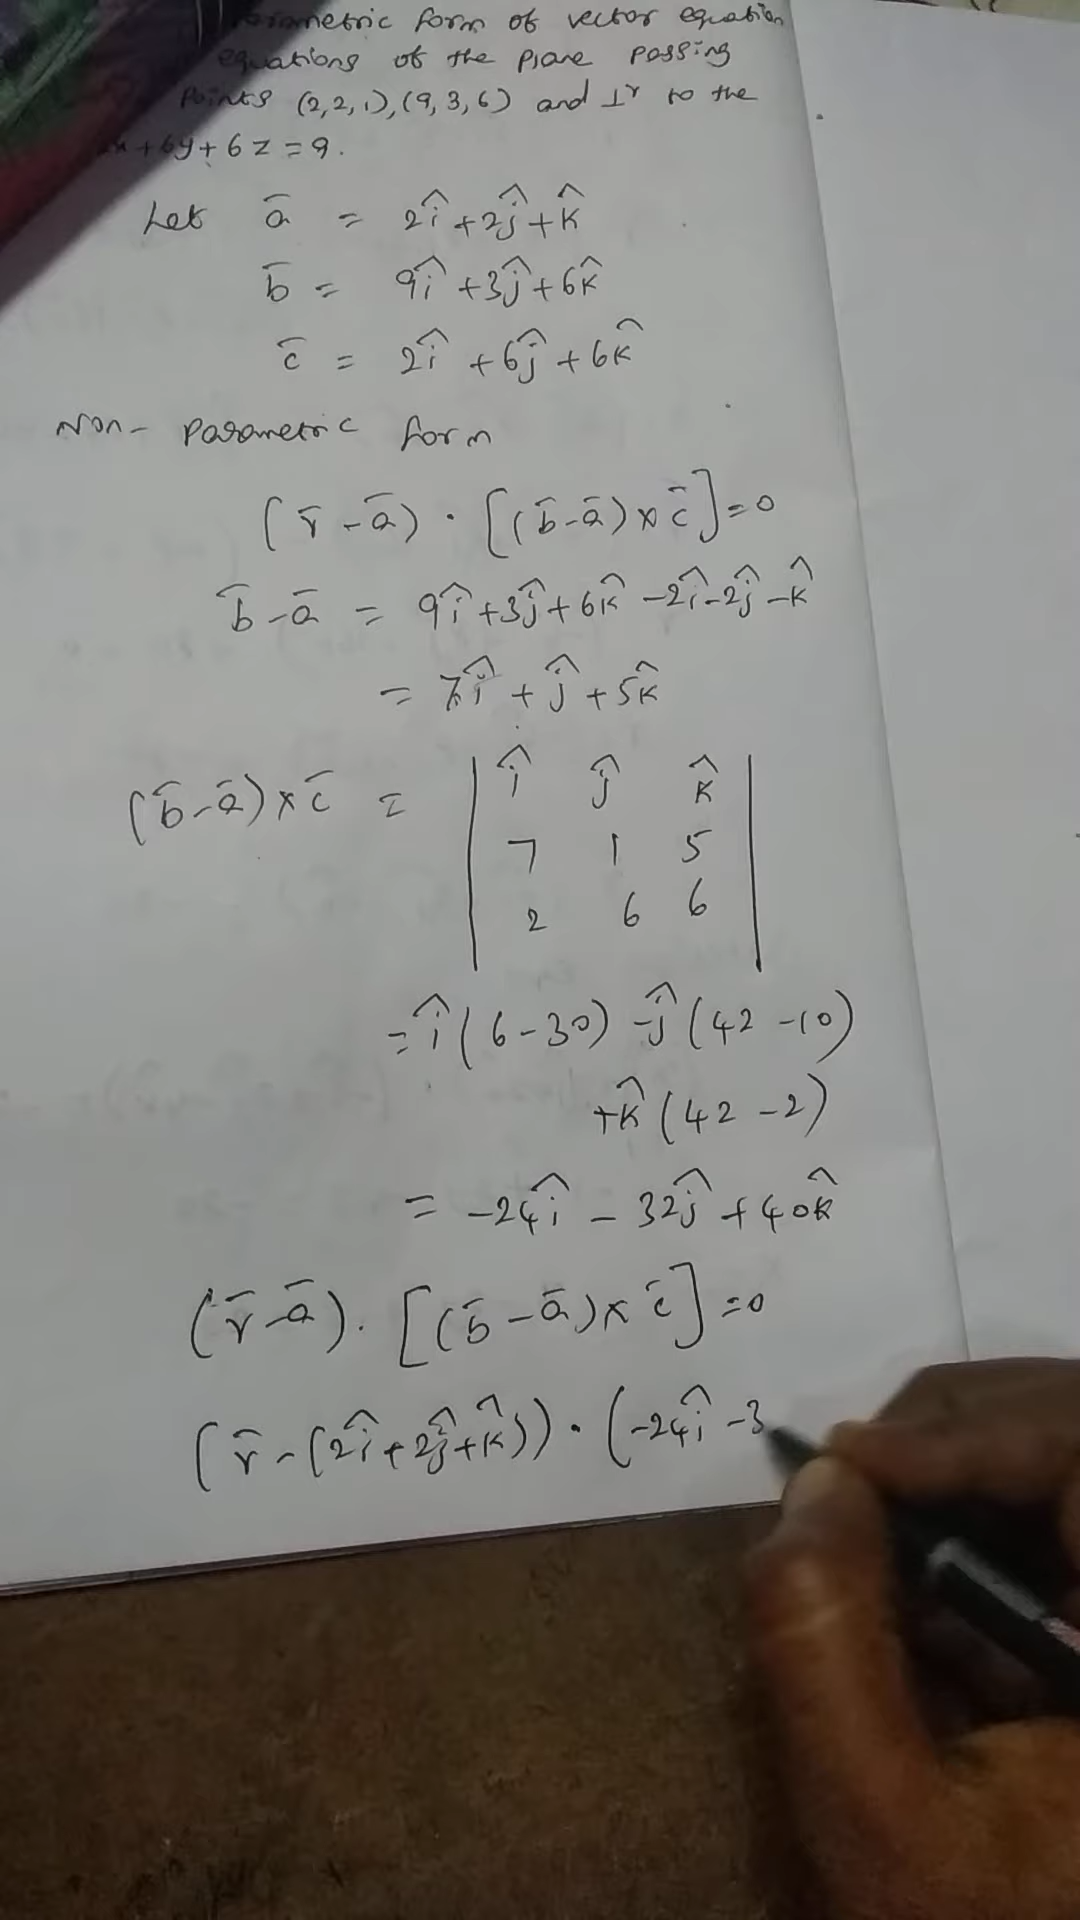 form of vector equation
equations of the plane passing
Points (2,2,1), (9,3,6) and ⊥r to the
+6y+6z=9.
Let a̅ = 2î+2ĵ+k̂
b̅ = 9î+3ĵ+6k̂
c̅ = 2î+6ĵ+6k̂
Non-parametric form
(r̅-a̅)·[(b̅-a̅)×c̅]=0
b̅-a̅ = 9î+3ĵ+6k̂-2î-2ĵ-k̂
= 7î+ĵ+5k̂
(b̅-a̅)×c̅ = | î ĵ k̂ |
7 1 5
2 6 6
= î(6-30) -ĵ(42-10)
+k̂(42-2)
= -24î-32ĵ+40k̂
(r̅-a̅)·[(b̅-a̅)×c̅]=0
(r̅-(2î+2ĵ+k̂))·(-24î-3